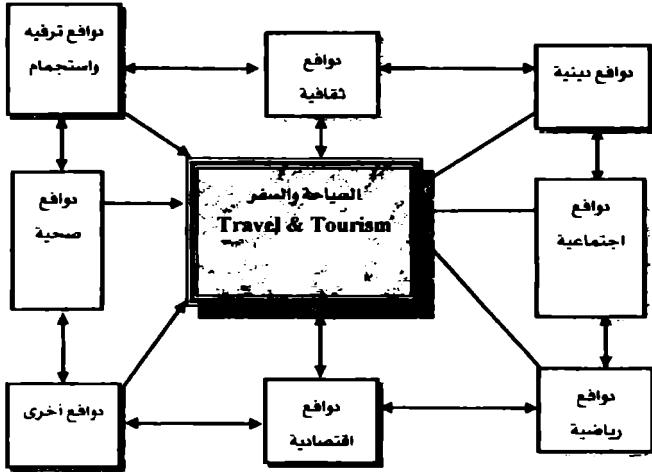 دوافع ترفيه
واستجمام
دوافع
ثقافية
دوافع دينية
دوافع
صحية
السياحة والسفر
Travel & Tourism
دوافع
اجتماعية
دوافع أخرى
دوافع
اقتصادية
دوافع
رياضية